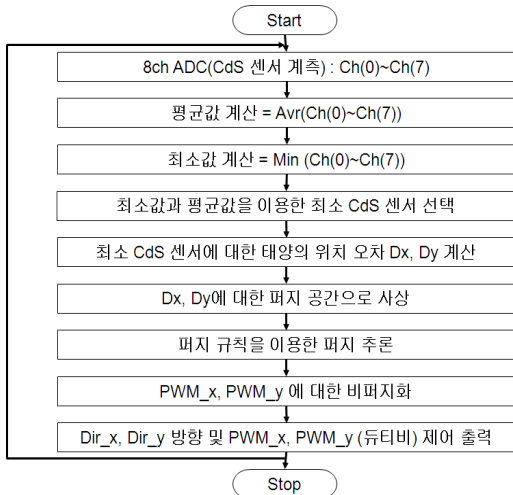 Start
8ch ADC(CdS 센서 계측) : Ch(0)~Ch(7)
평균값 계산 = Avr(Ch(0)~Ch(7))
최소값 계산 = Min (Ch(0)~Ch(7))
최소값과 평균값을 이용한 최소 CdS 센서 선택
최소 CdS 센서에 대한 태양의 위치 오차 Dx, Dy 계산
Dx, Dy에 대한 퍼지 공간으로 사상
퍼지 규칙을 이용한 퍼지 추론
PWM_x, PWM_y 에 대한 비퍼지화
Dir_x, Dir_y 방향 및 PWM_x, PWM_y (듀티비) 제어 출력
Stop